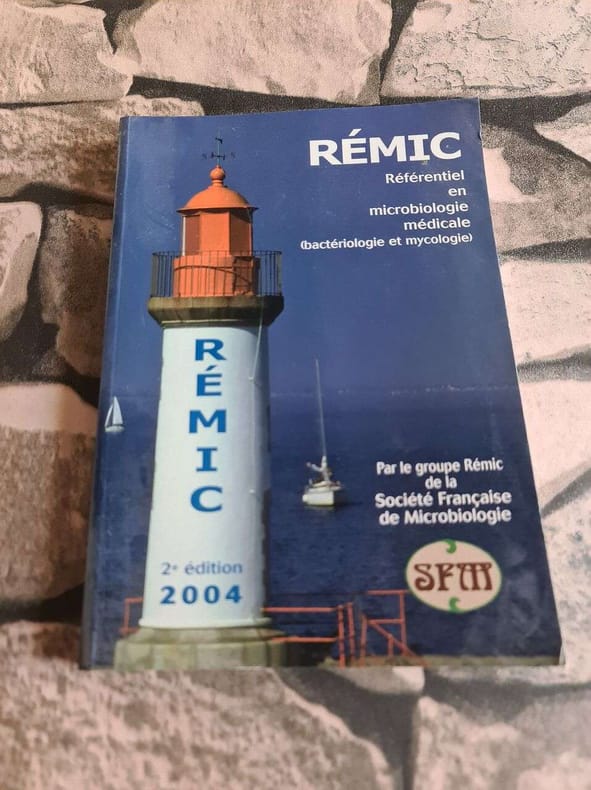 RÉMIC
Référentiel
en
microbiologie
médicale
(bactériologie et mycologie)
RÉMIC
2e édition
2004
Par le groupe Rémic
de la
Société Française
de Microbiologie
SFM